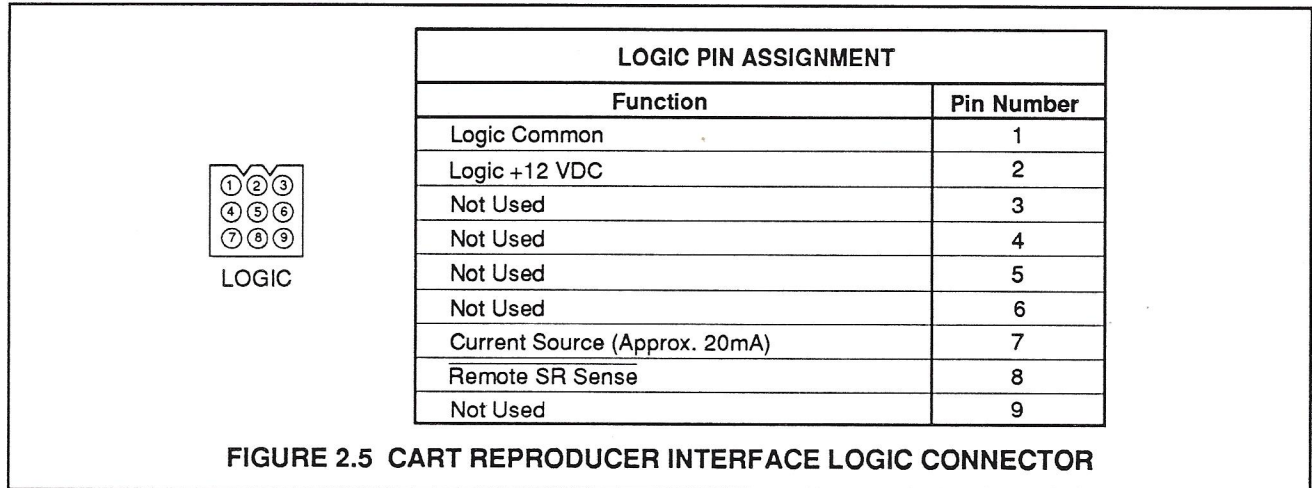 LOGIC PIN ASSIGNMENT
Function Pin Number
Logic Common 1
Logic +12 VDC 2
Not Used 3
Not Used 4
Not Used 5
Not Used 6
Current Source (Approx. 20mA) 7
Remote SR Sense 8
Not Used 9
1 2 3
4 5 6
7 8 9
LOGIC
FIGURE 2.5 CART REPRODUCER INTERFACE LOGIC CONNECTOR